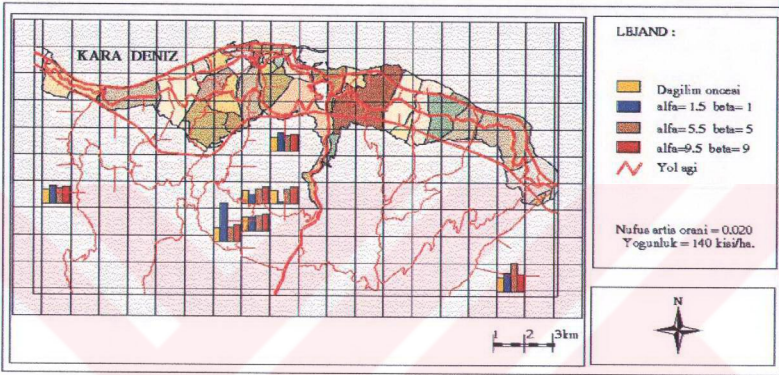 KARA DENIZ
LEJAND :
Dagilim oncesi
alfa= 1.5 beta= 1
alfa=5.5 beta= 5
alfa=9.5 beta= 9
Yol agi
Nufus artis orani = 0.020
Yogunluk = 140 kisi/ha.
N
1 2 3km